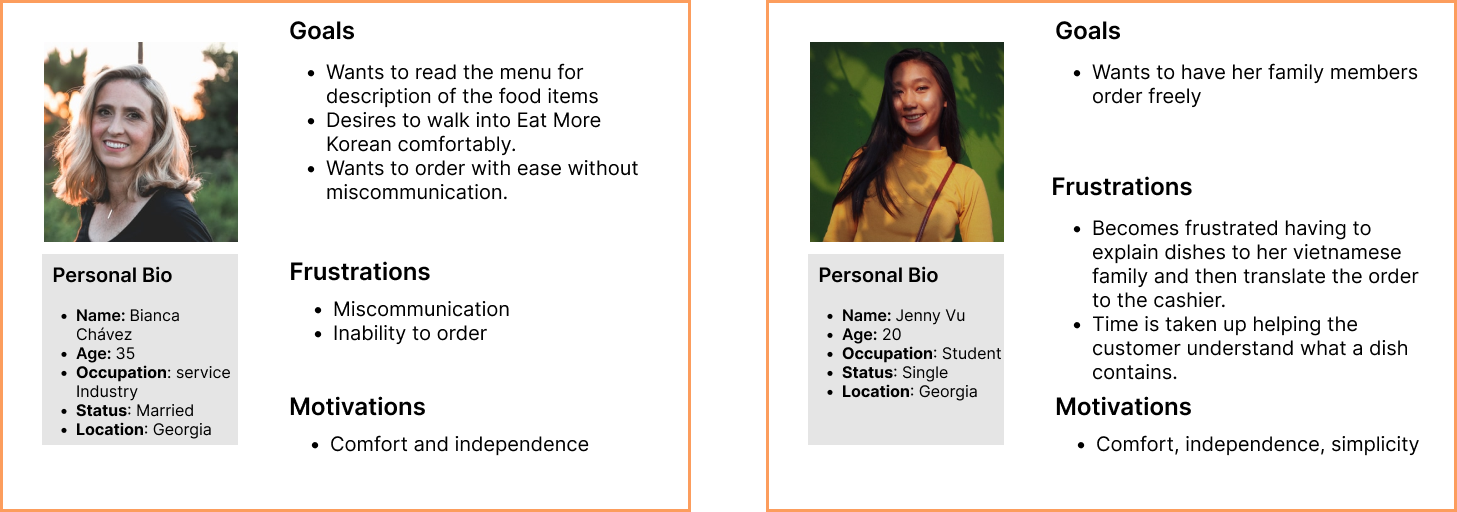 Goals
• Wants to read the menu for
description of the food items
• Desires to walk into Eat More
Korean comfortably.
• Wants to order with ease without
miscommunication.
Frustrations
• Miscommunication
• Inability to order
Motivations
• Comfort and independence
Personal Bio
• Name: Bianca
Chávez
• Age: 35
• Occupation: service
Industry
• Status: Married
• Location: Georgia
Goals
• Wants to have her family members
order freely
Frustrations
• Becomes frustrated having to
explain dishes to her vietnamese
family and then translate the order
to the cashier.
• Time is taken up helping the
customer understand what a dish
contains.
Motivations
• Comfort, independence, simplicity
Personal Bio
• Name: Jenny Vu
• Age: 20
• Occupation: Student
• Status: Single
• Location: Georgia